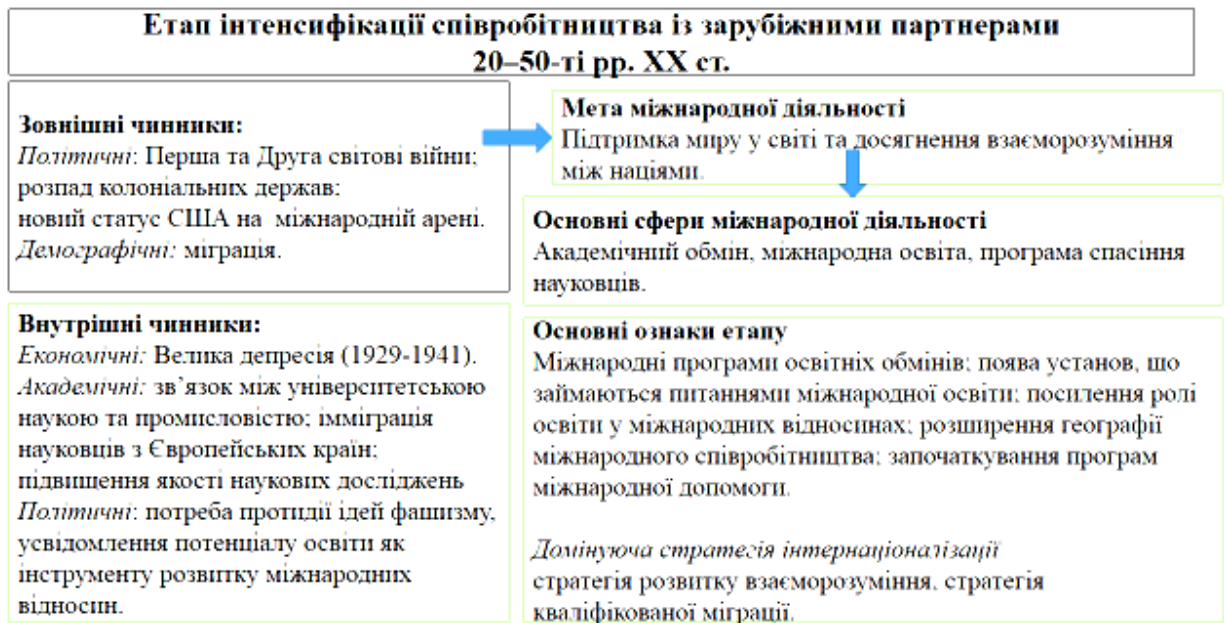 Етап інтенсифікації співробітництва із зарубіжними партнерами
20–50-ті рр. ХХ ст.
Зовнішні чинники:
Політичні: Перша та Друга світові війни;
розпад колоніальних держав;
новий статус США на міжнародній арені.
Демографічні: міграція.
Внутрішні чинники:
Економічні: Велика депресія (1929-1941).
Академічні: зв’язок між університетською
наукою та промисловістю; імміграція
науковців з Європейських країн;
підвищення якості наукових досліджень
Політичні: потреба протидії ідей фашизму,
усвідомлення потенціалу освіти як
інструменту розвитку міжнародних
відносин.
Мета міжнародної діяльності
Підтримка миру у світі та досягнення взаєморозуміння
між націями.
Основні сфери міжнародної діяльності
Академічний обмін, міжнародна освіта, програма спасіння
науковців.
Основні ознаки етапу
Міжнародні програми освітніх обмінів; поява установ, що
займаються питаннями міжнародної освіти; посилення ролі
освіти у міжнародних відносинах; розширення географії
міжнародного співробітництва; започаткування програм
міжнародної допомоги.
Домінуюча стратегія інтернаціоналізації
стратегія розвитку взаєморозуміння, стратегія
кваліфікованої міграції.